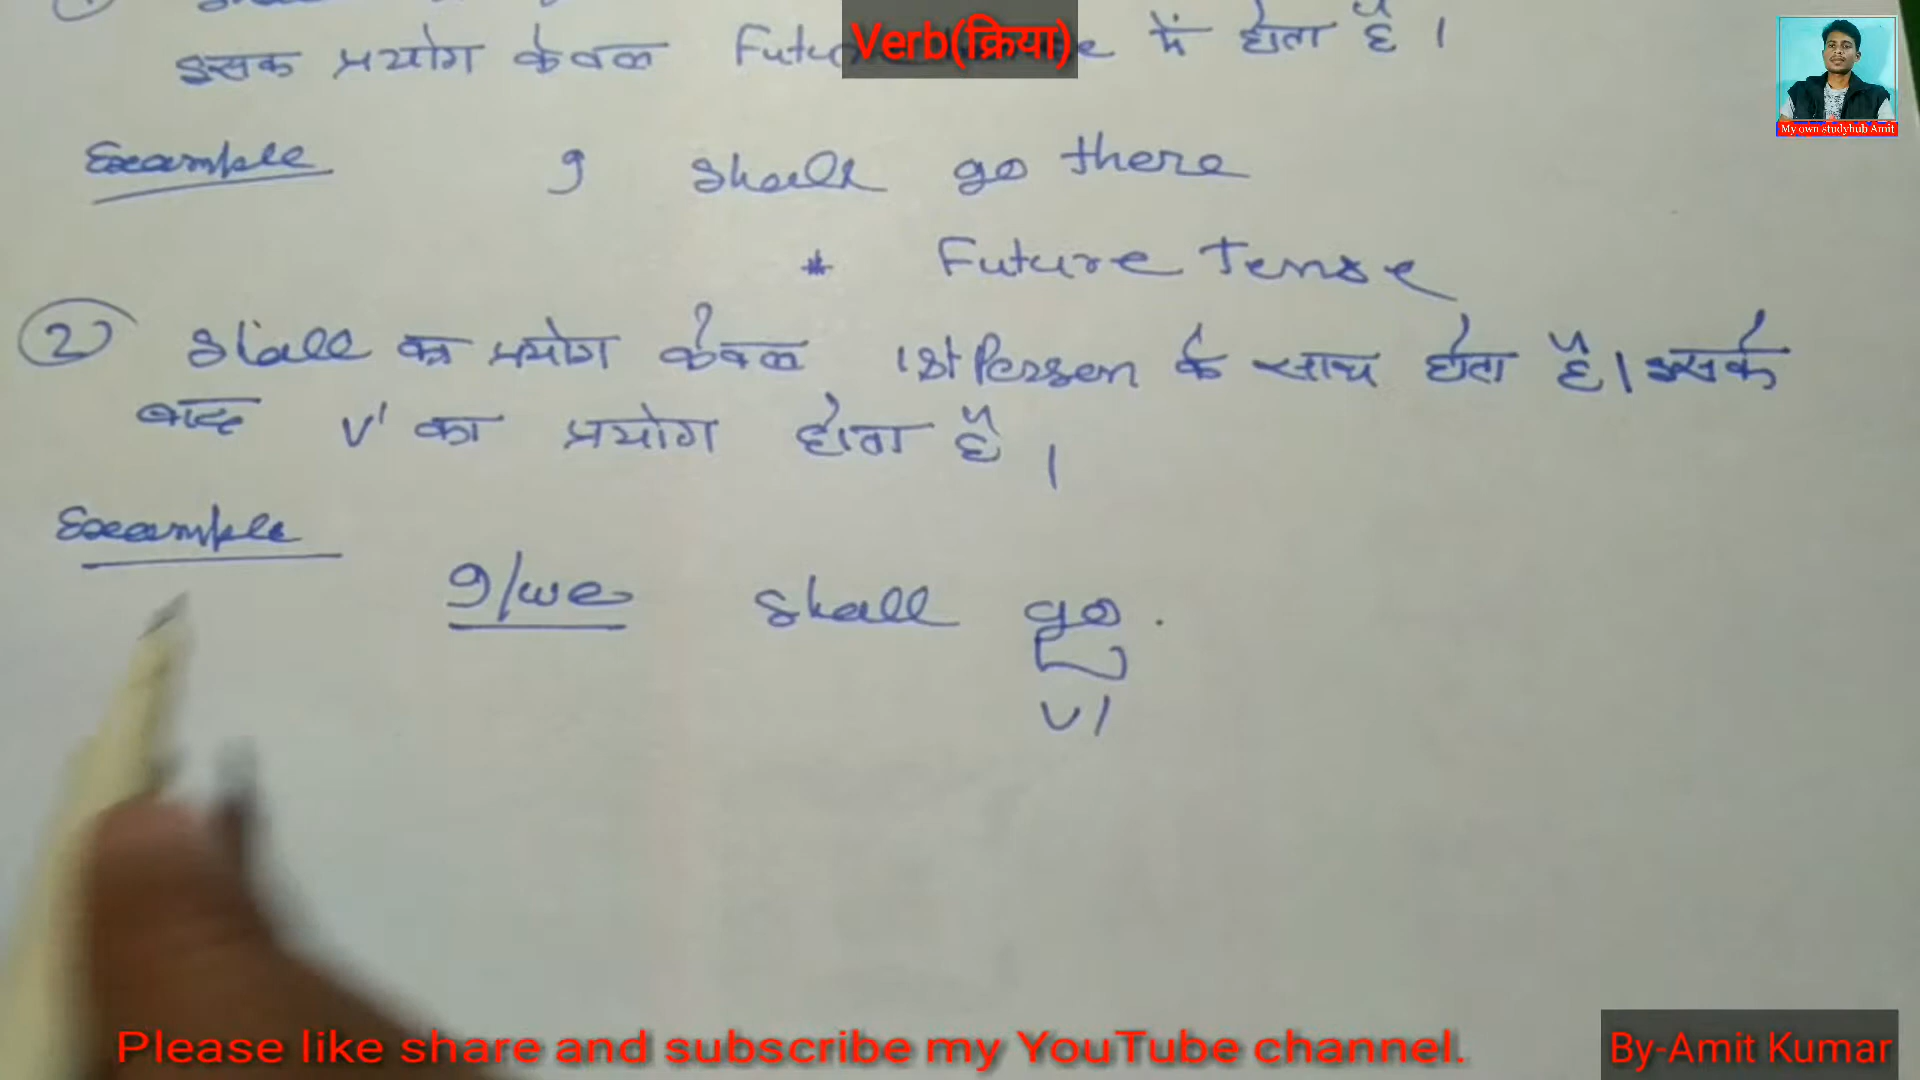 Verb(क्रिया)
इसक प्रयोग केवल में होता है ।
My own studyhub Amit
Example I shall go there
* Future Tense
2 Shall का प्रयोग केवल 1st Person के साथ होता है । इसके
बाद V1 का प्रयोग होता है ।
Example
I/we shall go .
V1
Please like share and subscribe my YouTube channel.
By-Amit Kumar